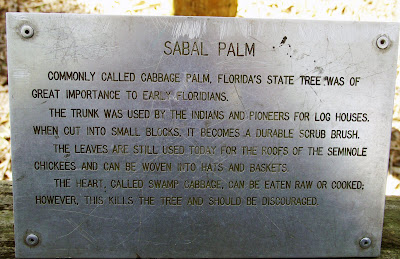 SABAL PALM
COMMONLY CALLED CABBAGE PALM, FLORIDA'S STATE TREE WAS OF
GREAT IMPORTANCE TO EARLY FLORIDIANS.
THE TRUNK WAS USED BY THE INDIANS AND PIONEERS FOR LOG HOUSES.
WHEN CUT INTO SMALL BLOCKS, IT BECOMES A DURABLE SCRUB BRUSH.
THE LEAVES ARE STILL USED TODAY FOR THE ROOFS OF THE SEMINOLE
CHICKEES AND CAN BE WOVEN INTO HATS AND BASKETS.
THE HEART, CALLED SWAMP CABBAGE, CAN BE EATEN RAW OR COOKED;
HOWEVER, THIS KILLS THE TREE AND SHOULD BE DISCOURAGED.